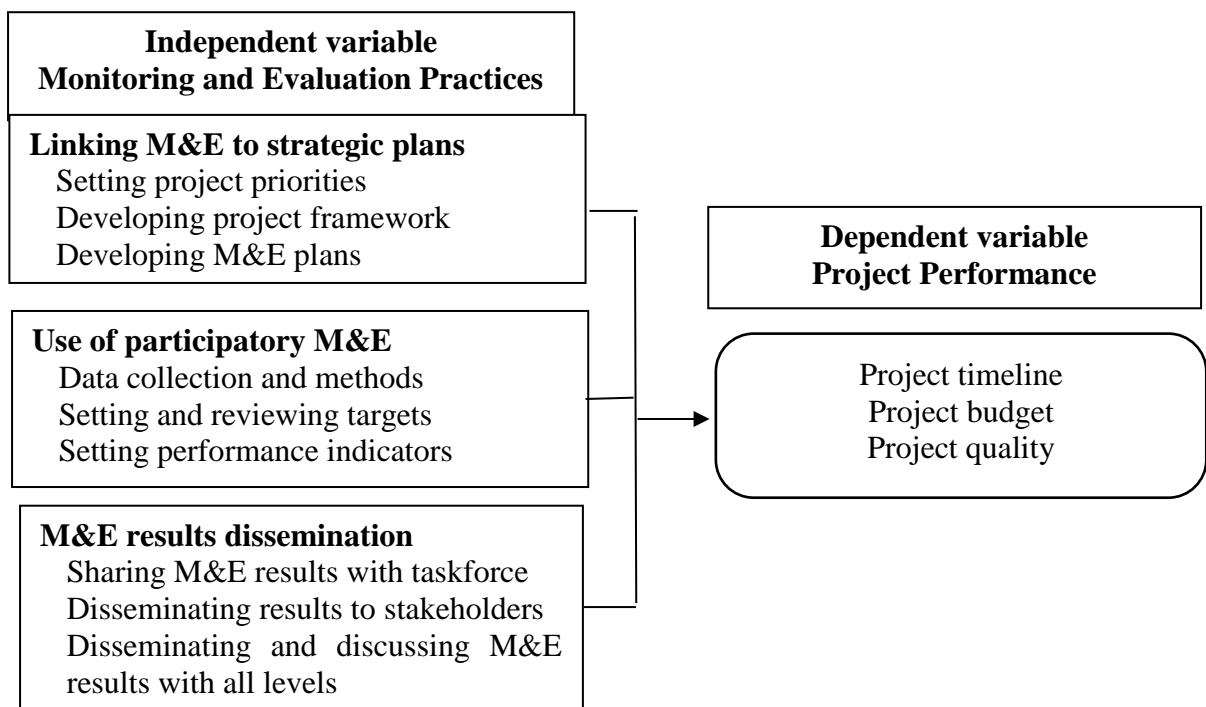 Independent variable
Monitoring and Evaluation Practices
Linking M&E to strategic plans
Setting project priorities
Developing project framework
Developing M&E plans
Use of participatory M&E
Data collection and methods
Setting and reviewing targets
Setting performance indicators
M&E results dissemination
Sharing M&E results with taskforce
Disseminating results to stakeholders
Disseminating and discussing M&E
results with all levels
Dependent variable
Project Performance
Project timeline
Project budget
Project quality